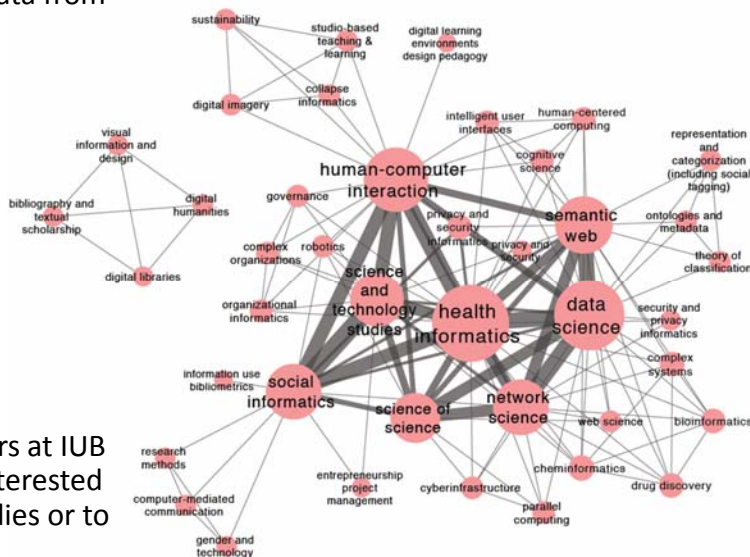 ata from
sustainability
studio-based
teaching &
learning
digital learning
environments
design pedagogy
digital imagery
collapse
informatics
visual
information and
design
intelligent user
interfaces
human-centered
computing
representation
and
categorization
(including social
tagging)
cognitive
science
human-computer
interaction
governance
bibliography and
textual
scholarship
digital
humanities
privacy and
security
informatics
semantic
web
ontologies and
metadata
complex
organizations
robotics
privacy and
security
theory of
classification
digital libraries
science
and
technology
studies
organizational
informatics
health
informatics
data
science
security and
privacy
informatics
complex
systems
information use
bibliometrics
social
informatics
science of
science
network
science
web science
bioinformatics
rs at IUB
terested
lies or to
research
methods
computer-mediated
communication
gender and
technology
entrepreneurship
project
management
cyberinfrastructure
cheminformatics
drug discovery
parallel
computing